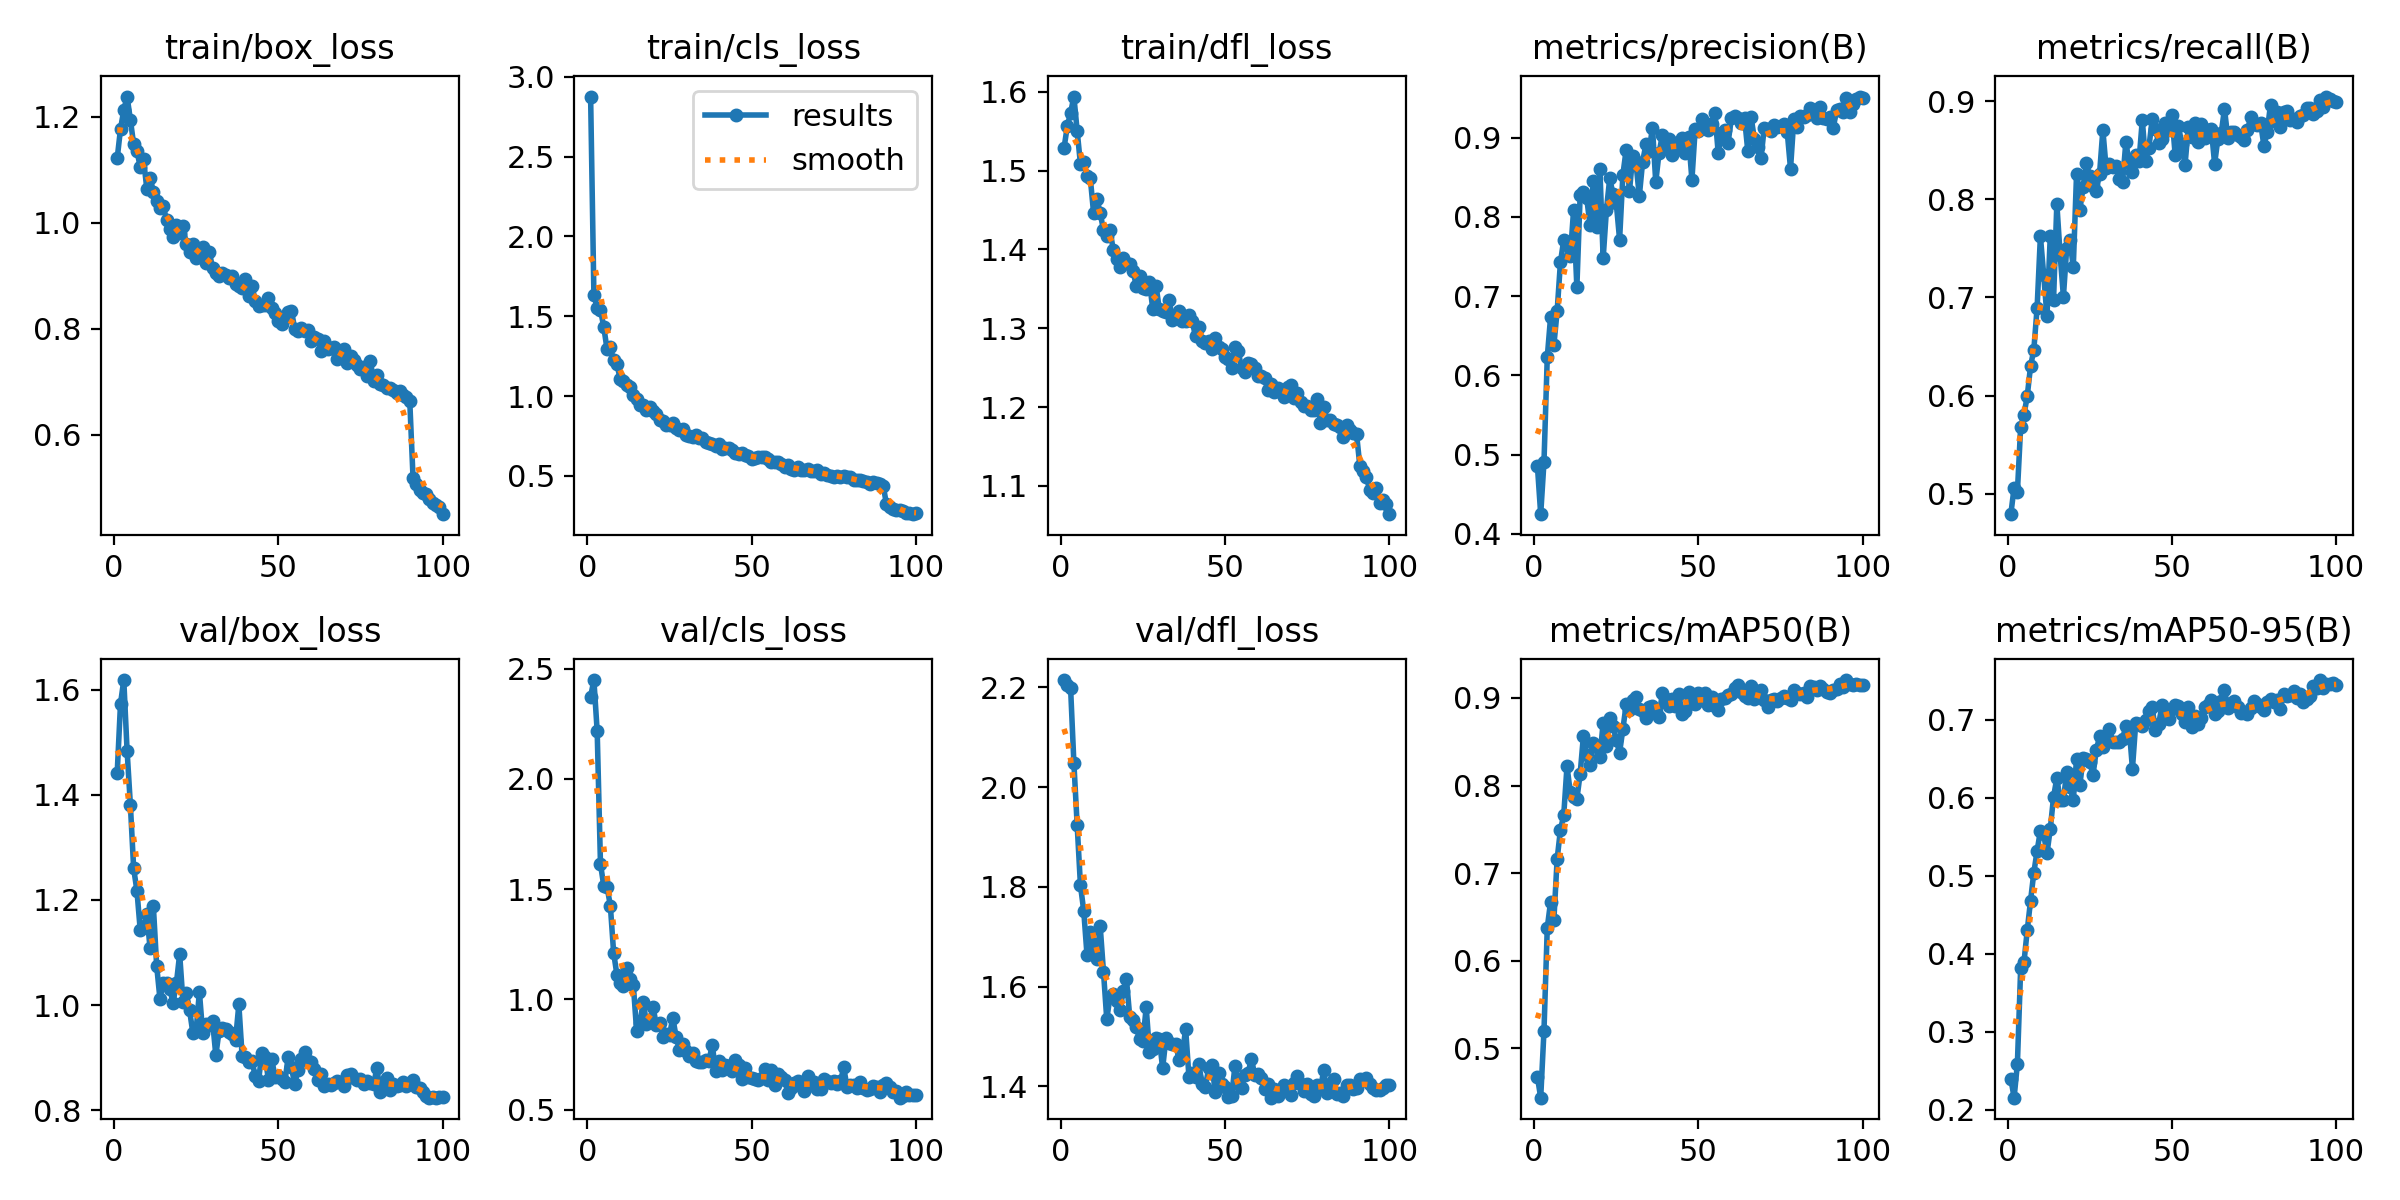 train/box_loss
1.2
1.0
0.8
0.6
0 50 100
train/cls_loss
3.0
2.5
2.0
1.5
1.0
0.5
results
smooth
0 50 100
train/dfl_loss
1.6
1.5
1.4
1.3
1.2
1.1
0 50 100
metrics/precision(B)
0.9
0.8
0.7
0.6
0.5
0.4
0 50 100
metrics/recall(B)
0.9
0.8
0.7
0.6
0.5
0 50 100
val/box_loss
1.6
1.4
1.2
1.0
0.8
0 50 100
val/cls_loss
2.5
2.0
1.5
1.0
0.5
0 50 100
val/dfl_loss
2.2
2.0
1.8
1.6
1.4
0 50 100
metrics/mAP50(B)
0.9
0.8
0.7
0.6
0.5
0 50 100
metrics/mAP50-95(B)
0.7
0.6
0.5
0.4
0.3
0.2
0 50 100